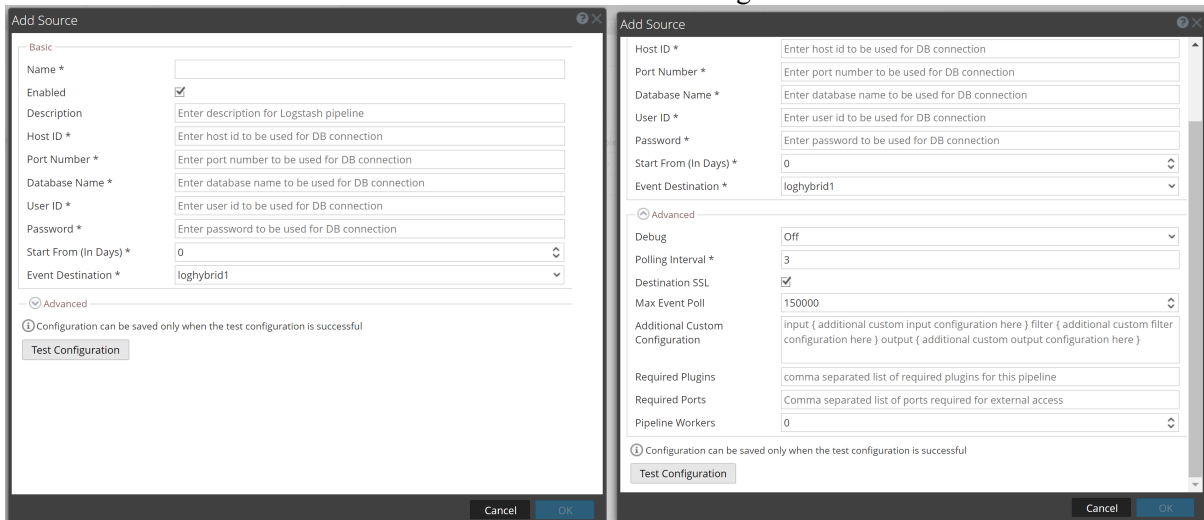 Add Source
Basic
Name *
Enabled
Description Enter description for Logstash pipeline
Host ID * Enter host id to be used for DB connection
Port Number * Enter port number to be used for DB connection
Database Name * Enter database name to be used for DB connection
User ID * Enter user id to be used for DB connection
Password * Enter password to be used for DB connection
Start From (In Days) * 0
Event Destination * loghybrid1
Advanced
Configuration can be saved only when the test configuration is successful
Test Configuration
Cancel OK
Add Source
Host ID * Enter host id to be used for DB connection
Port Number * Enter port number to be used for DB connection
Database Name * Enter database name to be used for DB connection
User ID * Enter user id to be used for DB connection
Password * Enter password to be used for DB connection
Start From (In Days) * 0
Event Destination * loghybrid1
Advanced
Debug Off
Polling Interval * 3
Destination SSL
Max Event Poll 150000
Additional Custom Configuration
input { additional custom input configuration here } filter { additional custom filter
configuration here } output { additional custom output configuration here }
Required Plugins comma separated list of required plugins for this pipeline
Required Ports Comma separated list of ports required for external access
Pipeline Workers 0
Configuration can be saved only when the test configuration is successful
Test Configuration
Cancel OK